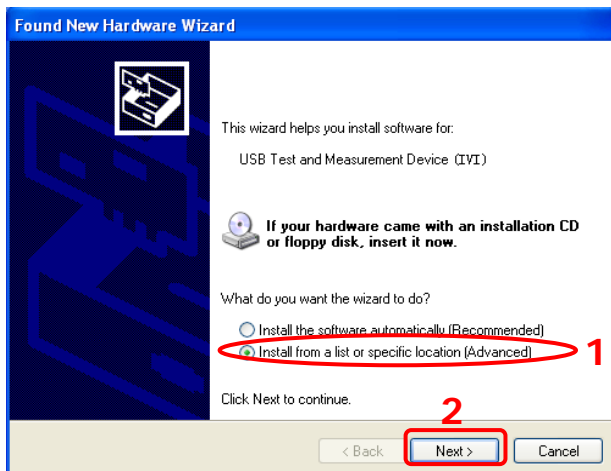 Found New Hardware Wizard
This wizard helps you install software for:
USB Test and Measurement Device (IVI)
If your hardware came with an installation CD
or floppy disk, insert it now.
What do you want the wizard to do?
Install the software automatically (Recommended)
Install from a list or specific location (Advanced)
1
Click Next to continue.
2
< Back
Next >
Cancel